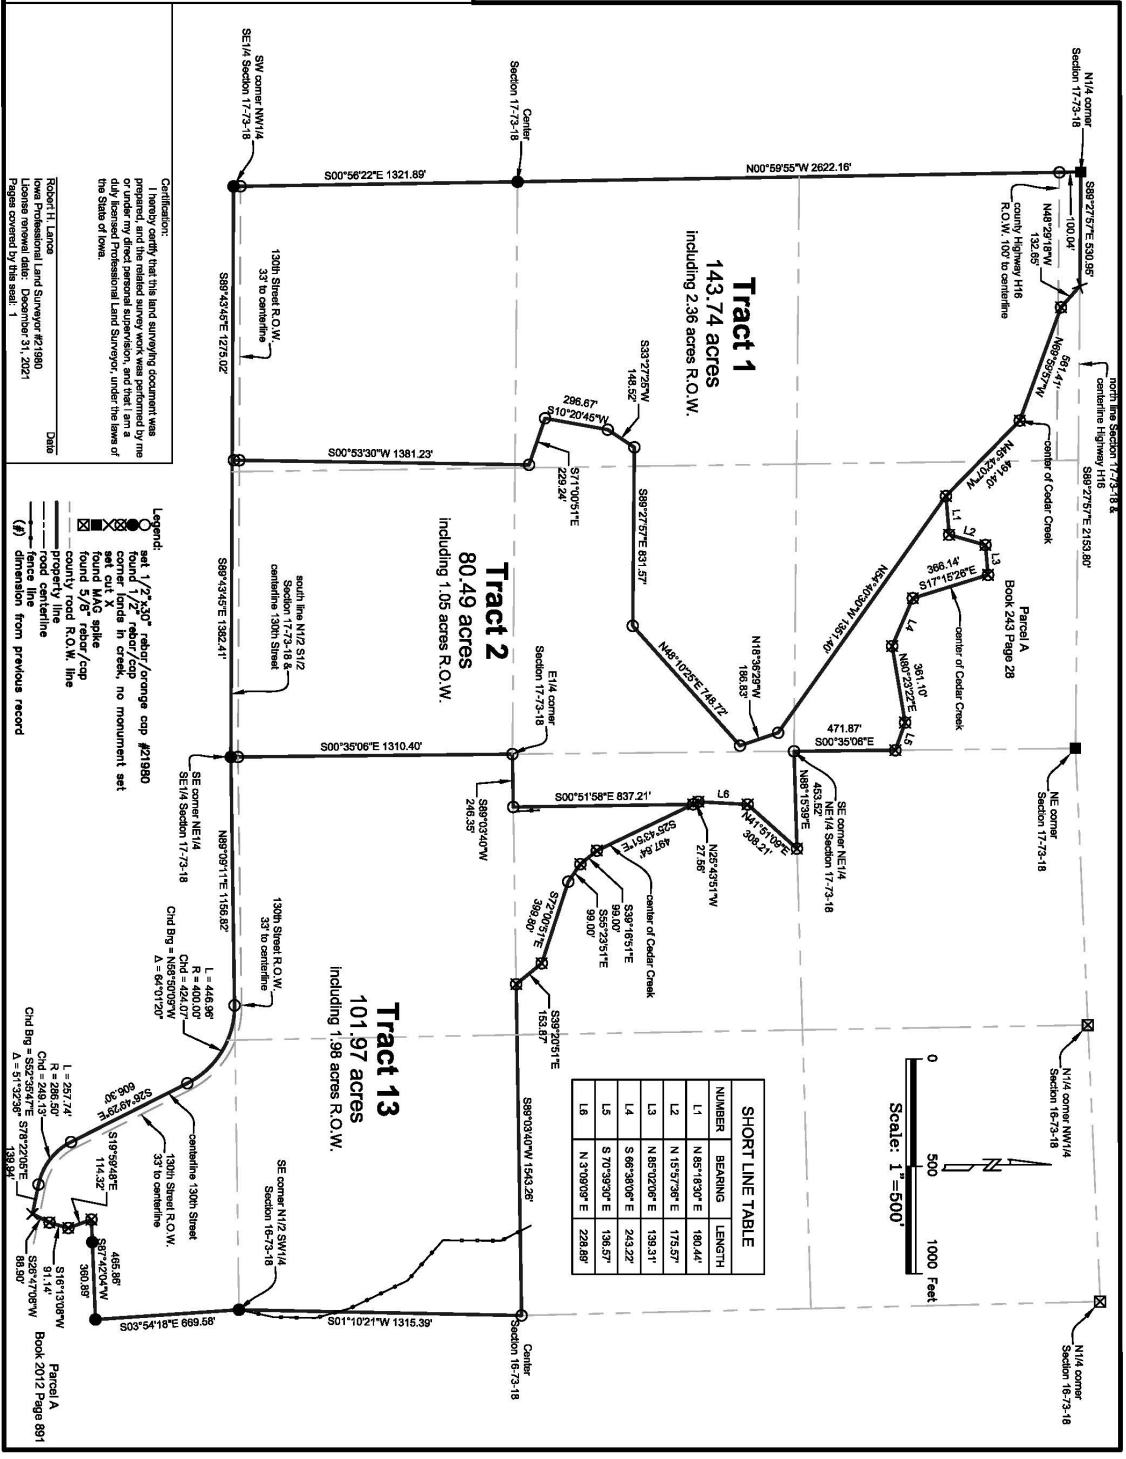 N1/4 corner
Section 17-73-18
S89°27'57"E 530.95'
100.04'
N48°29'18"W
132.65'
county Highway H16
R.O.W. 100' to centerline
561.41'
N69°59'57"W
center of Cedar Creek
N45°42'07"W
491.40'
north line Section 17-73-18 &
centerline Highway H16
S89°27'57"E 2153.80'
L1
L2
L3
366.14'
S17°15'26"E
L4
361.10'
N80°23'22"E
L5
center of Cedar Creek
Parcel A
Book 243 Page 28
NE corner
Section 17-73-18
N1/4 corner NW1/4
Section 16-73-18
N1/4 corner
Section 16-73-18
0 500 1000 Feet
N
Scale: 1"=500'
N00°59'55"W 2622.16'
Tract 1
143.74 acres
including 2.36 acres R.O.W.
N54°40'30"W 1351.40'
N18°36'29"W
186.83'
471.87'
S00°35'06"E
N88°15'39"E
453.52'
SE corner NE1/4
NE1/4 Section 17-73-18
N41°51'09"E
308.21'
L6
N25°43'51"W
27.56'
S25°43'51"E
497.64'
center of Cedar Creek
S39°16'51"E
99.00'
S55°23'51"E
99.00'
S72°00'51"E
399.60'
S39°20'51"E
153.87'
SHORT LINE TABLE
NUMBER BEARING LENGTH
L1 N 85°18'30" E 180.44'
L2 N 15°57'36" E 175.57'
L3 N 85°02'06" E 139.31'
L4 S 66°38'06" E 243.22'
L5 S 70°39'30" E 136.57'
L6 N 3°09'09" E 228.89'
S33°27'25"W
148.52'
296.67'
S10°20'45"W
S71°00'51"E
229.24'
S89°27'57"E 831.57'
N48°10'25"E 748.72'
Center
Section 17-73-18
E1/4 corner
Section 17-73-18
S89°03'40"W
246.35'
S00°51'58"E 837.21'
S89°03'40"W 1543.26'
Center
Section 16-73-18
S00°56'22"E 1321.89'
S00°53'30"W 1381.23'
Tract 2
80.49 acres
including 1.05 acres R.O.W.
S00°35'06"E 1310.40'
Tract 13
101.97 acres
including 1.98 acres R.O.W.
S01°10'21"W 1315.39'
SW corner NW1/4
SE1/4 Section 17-73-18
130th Street R.O.W.
33' to centerline
S89°43'45"E 1275.02'
south line N1/2 S1/2
Section 17-73-18 &
centerline 130th Street
S89°43'45"E 1382.41'
SE corner NE1/4
SE1/4 Section 17-73-18
N89°09'11"E 1156.82'
130th Street R.O.W.
33' to centerline
L = 446.96'
R = 400.00'
Chd = 424.07'
Chd Brg = N58°50'09"W
Δ = 64°01'20"
S26°49'29"E
606.30'
centerline 130th Street
130th Street R.O.W.
33' to centerline
SE corner N1/2 SW1/4
Section 16-73-18
L = 257.74'
R = 286.50'
Chd = 249.13'
Chd Brg = S52°35'47"E
Δ = 51°32'36"
S78°22'05"E
139.94'
S19°59'48"E
114.32'
465.86'
S87°42'04"W
360.89'
S16°13'08"W
91.14'
S26°47'08"W
88.90'
S03°54'18"E 669.58'
Parcel A
Book 2012 Page 891
Certification:
I hereby certify that this land surveying document was
prepared, and the related survey work was performed by me
or under my direct personal supervision, and that I am a
duly licensed Professional Land Surveyor, under the laws of
the State of Iowa.
Robert H. Lance Date
Iowa Professional Land Surveyor #21980
License renewal date: December 31, 2021
Pages covered by this seal: 1
Legend:
set 1/2"x30" rebar/orange cap #21980
found 1/2" rebar/cap
corner lands in creek, no monument set
set cut X
found MAG spike
found 5/8" rebar/cap
county road R.O.W. line
property line
road centerline
fence line
(#) dimension from previous record